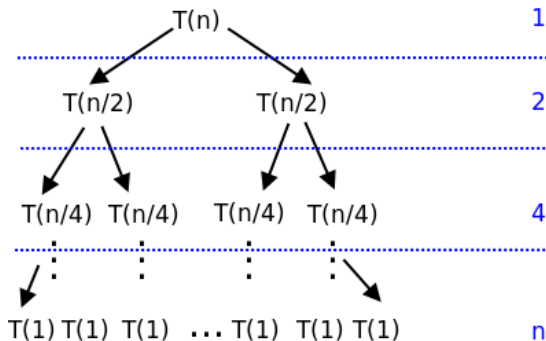 T(n) 1
T(n/2) T(n/2) 2
T(n/4) T(n/4) T(n/4) T(n/4) 4
T(1) T(1) T(1) ... T(1) T(1) T(1) n